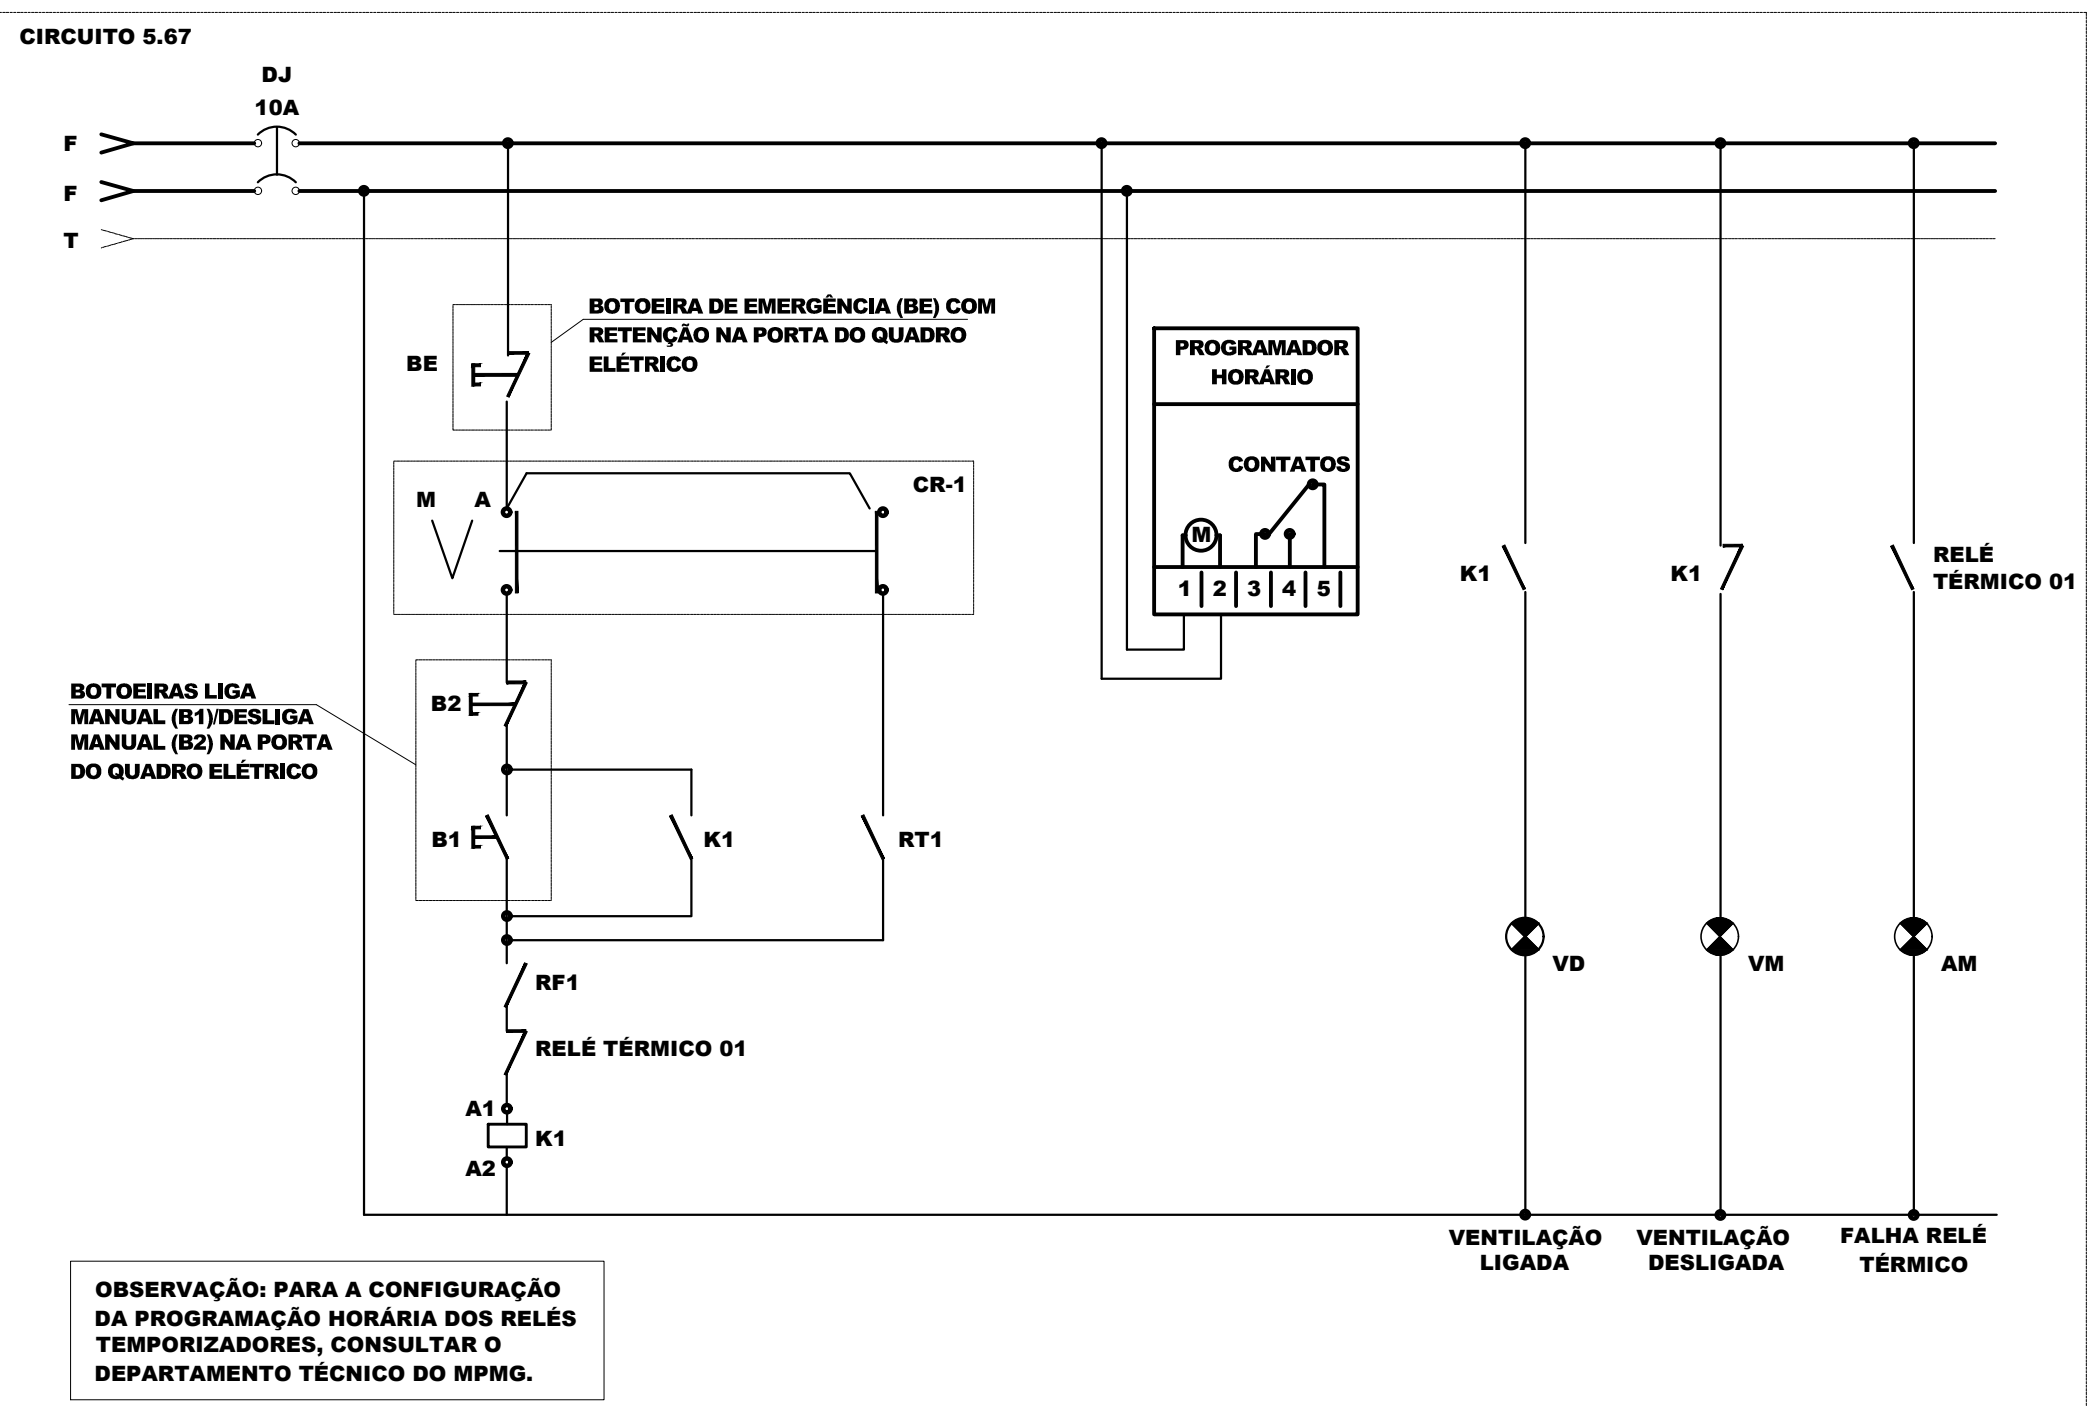 CIRCUITO 5.67
DJ
10A
F
F
T
BOTOEIRA DE EMERGÊNCIA (BE) COM
RETENÇÃO NA PORTA DO QUADRO
ELÉTRICO
BE
PROGRAMADOR
HORÁRIO
CONTATOS
M
1 2 3 4 5
M A
CR-1
K1
K1
RELÉ
TÉRMICO 01
BOTOEIRAS LIGA
MANUAL (B1)/DESLIGA
MANUAL (B2) NA PORTA
DO QUADRO ELÉTRICO
B2
B1
K1
RT1
RF1
RELÉ TÉRMICO 01
A1
K1
A2
VD
VM
AM
VENTILAÇÃO
LIGADA
VENTILAÇÃO
DESLIGADA
FALHA RELÉ
TÉRMICO
OBSERVAÇÃO: PARA A CONFIGURAÇÃO
DA PROGRAMAÇÃO HORÁRIA DOS RELÉS
TEMPORIZADORES, CONSULTAR O
DEPARTAMENTO TÉCNICO DO MPMG.